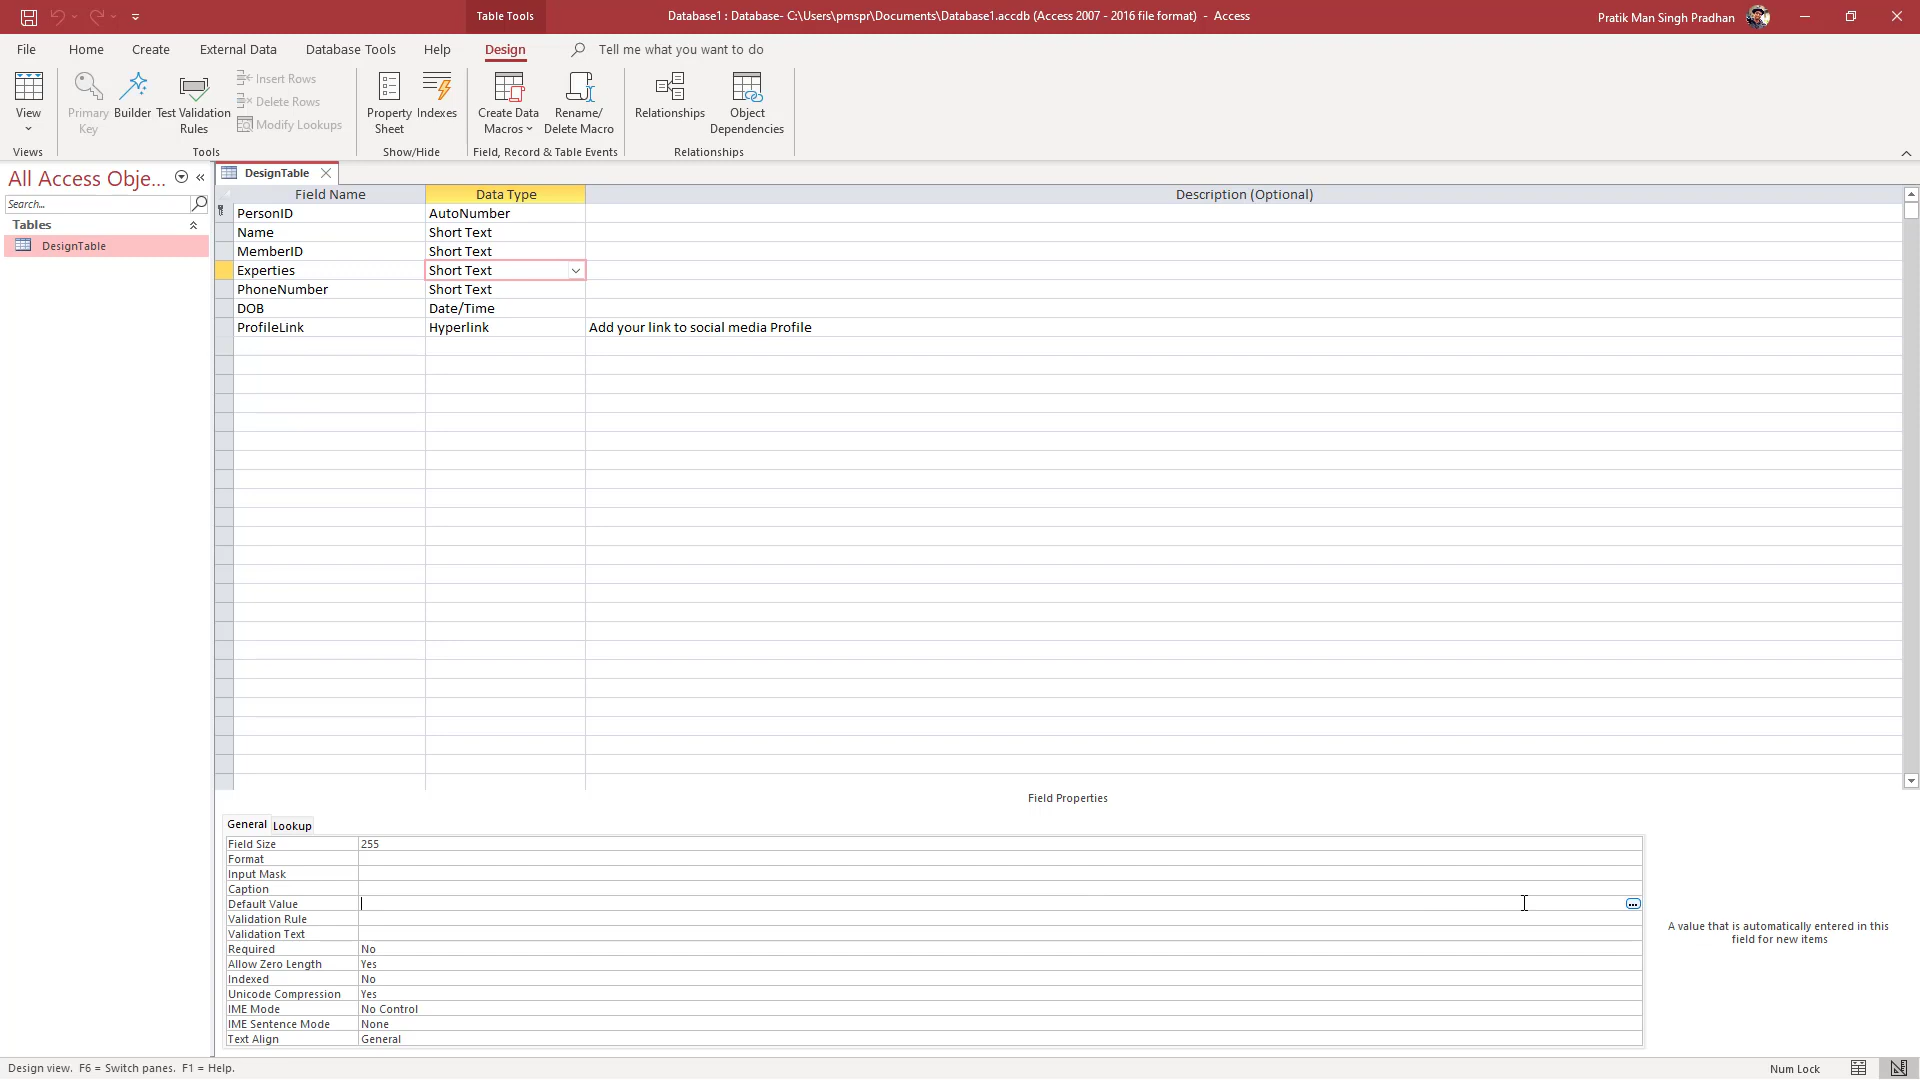 Table Tools
Database1 : Database- C:\Users\pmspr\Documents\Database1.accdb (Access 2007 - 2016 file format) - Access
Pratik Man Singh Pradhan
File Home Create External Data Database Tools Help Design Tell me what you want to do
View
Primary Key
Builder
Test Validation Rules
Insert Rows
Delete Rows
Modify Lookups
Property Sheet
Indexes
Create Data Macros
Rename/ Delete Macro
Relationships
Object Dependencies
Views
Tools
Show/Hide
Field, Record & Table Events
Relationships
All Access Obje...
Search...
Tables
DesignTable
DesignTable
Field Name Data Type Description (Optional)
PersonID AutoNumber
Name Short Text
MemberID Short Text
Experties Short Text
PhoneNumber Short Text
DOB Date/Time
ProfileLink Hyperlink Add your link to social media Profile
Field Properties
General Lookup
Field Size 255
Format
Input Mask
Caption
Default Value
Validation Rule
Validation Text
Required No
Allow Zero Length Yes
Indexed No
Unicode Compression Yes
IME Mode No Control
IME Sentence Mode None
Text Align General
A value that is automatically entered in this
field for new items
Design view. F6 = Switch panes. F1 = Help.
Num Lock